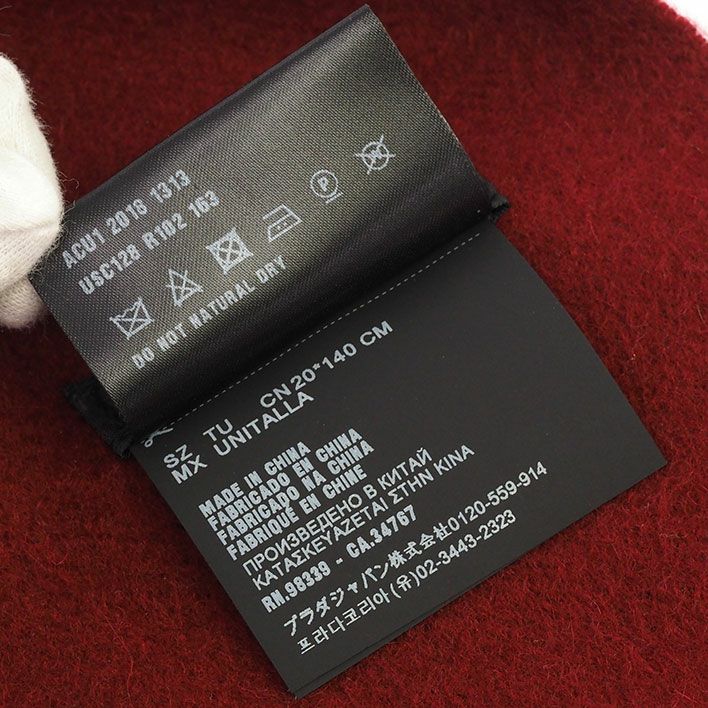 ACU1 2016 1313
USC128 R102 163
DO NOT NATURAL DRY
SZ TU CN 20*140 CM
MX UNITALLA
MADE IN CHINA
FABRICADO EN CHINA
FABRICADO NA CHINA
FABRIQUÉ EN CHINE
ПРОИЗВЕДЕНО В КИТАЙ
ΚΑΤΑΣΚΕΥΑΖΕΤΑΙ ΣΤΗΝ ΚΙΝΑ
RN.98339 - CA.34767
プラダジャパン株式会社0120-559-914
프라다코리아(유)02-3443-2323